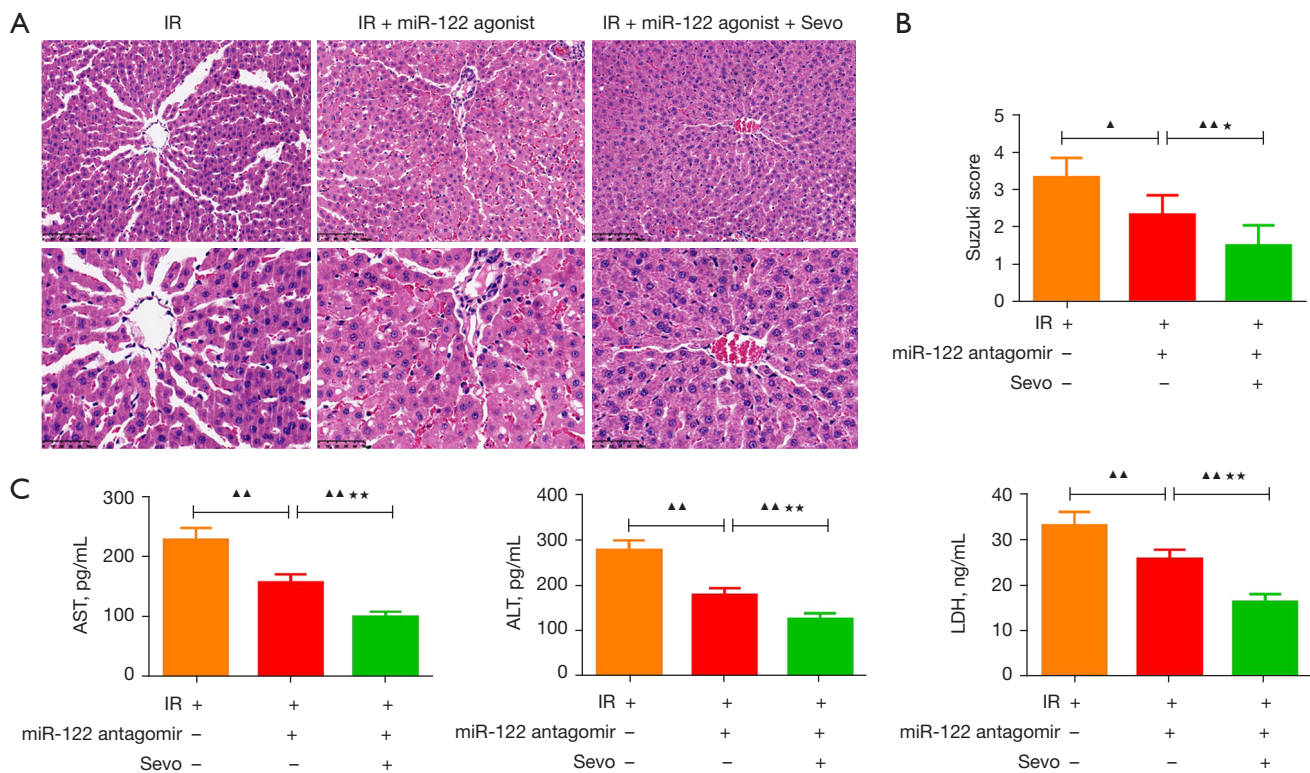 A
IR
IR + miR-122 agonist
IR + miR-122 agonist + Sevo
B
Suzuki score
5
4
3
2
1
0
▲
▲▲★
IR + + +
miR-122 antagomir – + +
Sevo – – +
C
AST, pg/mL
300
200
100
0
▲▲
▲▲★★
IR + + +
miR-122 antagomir – + +
Sevo – – +
ALT, pg/mL
400
300
200
100
0
▲▲
▲▲★★
IR + + +
miR-122 antagomir – + +
Sevo – – +
LDH, ng/mL
40
30
20
10
0
▲▲
▲▲★★
IR + + +
miR-122 antagomir – + +
Sevo – – +